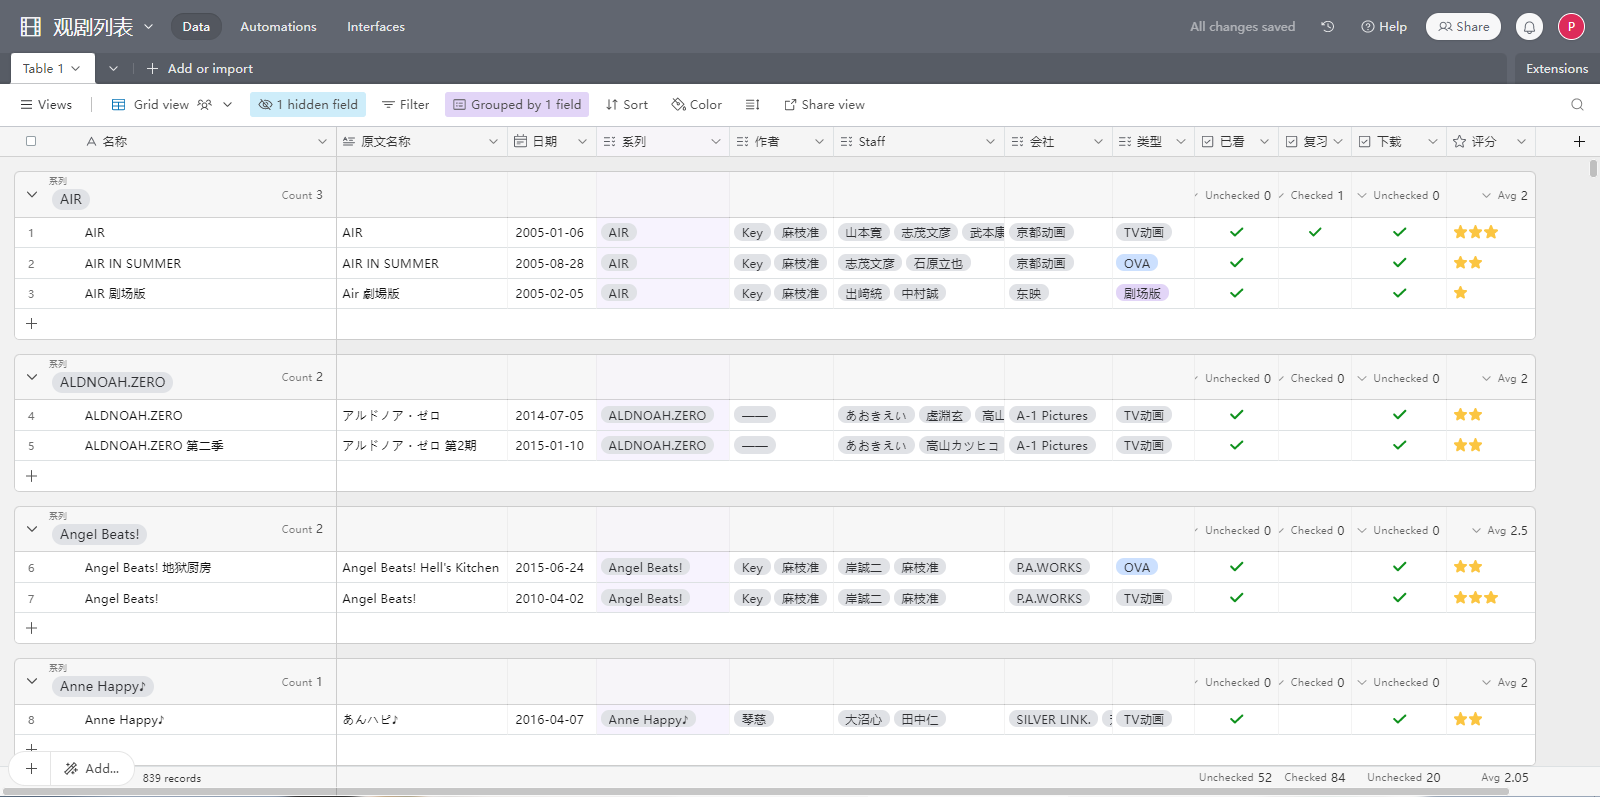 观剧列表 Data Automations Interfaces All changes saved Help Share P
Table 1 Add or import Extensions
Views Grid view 1 hidden field Filter Grouped by 1 field Sort Color Share view
名称 原文名称 日期 系列 作者 Staff 会社 类型 已看 复习 下载 评分
系列
AIR Count 3 Unchecked 0 Checked 1 Unchecked 0 Avg 2
1 AIR AIR 2005-01-06 AIR Key 麻枝准 山本寛 志茂文彦 武本康 京都动画 TV动画
2 AIR IN SUMMER AIR IN SUMMER 2005-08-28 AIR Key 麻枝准 志茂文彦 石原立也 京都动画 OVA
3 AIR 剧场版 Air 劇場版 2005-02-05 AIR Key 麻枝准 出﨑統 中村誠 东映 剧场版
系列
ALDNOAH.ZERO Count 2 Unchecked 0 Checked 0 Unchecked 0 Avg 2
4 ALDNOAH.ZERO アルドノア・ゼロ 2014-07-05 ALDNOAH.ZERO —— あおきえい 虚淵玄 高山 A-1 Pictures TV动画
5 ALDNOAH.ZERO 第二季 アルドノア・ゼロ 第2期 2015-01-10 ALDNOAH.ZERO —— あおきえい 高山カツヒコ A-1 Pictures TV动画
系列
Angel Beats! Count 2 Unchecked 0 Checked 0 Unchecked 0 Avg 2.5
6 Angel Beats! 地狱厨房 Angel Beats! Hell's Kitchen 2015-06-24 Angel Beats! Key 麻枝准 岸誠二 麻枝准 P.A.WORKS OVA
7 Angel Beats! Angel Beats! 2010-04-02 Angel Beats! Key 麻枝准 岸誠二 麻枝准 P.A.WORKS TV动画
系列
Anne Happy♪ Count 1 Unchecked 0 Checked 0 Unchecked 0 Avg 2
8 Anne Happy♪ あんハピ♪ 2016-04-07 Anne Happy♪ 琴慈 大沼心 田中仁 SILVER LINK. TV动画
Add... 839 records Unchecked 52 Checked 84 Unchecked 20 Avg 2.05